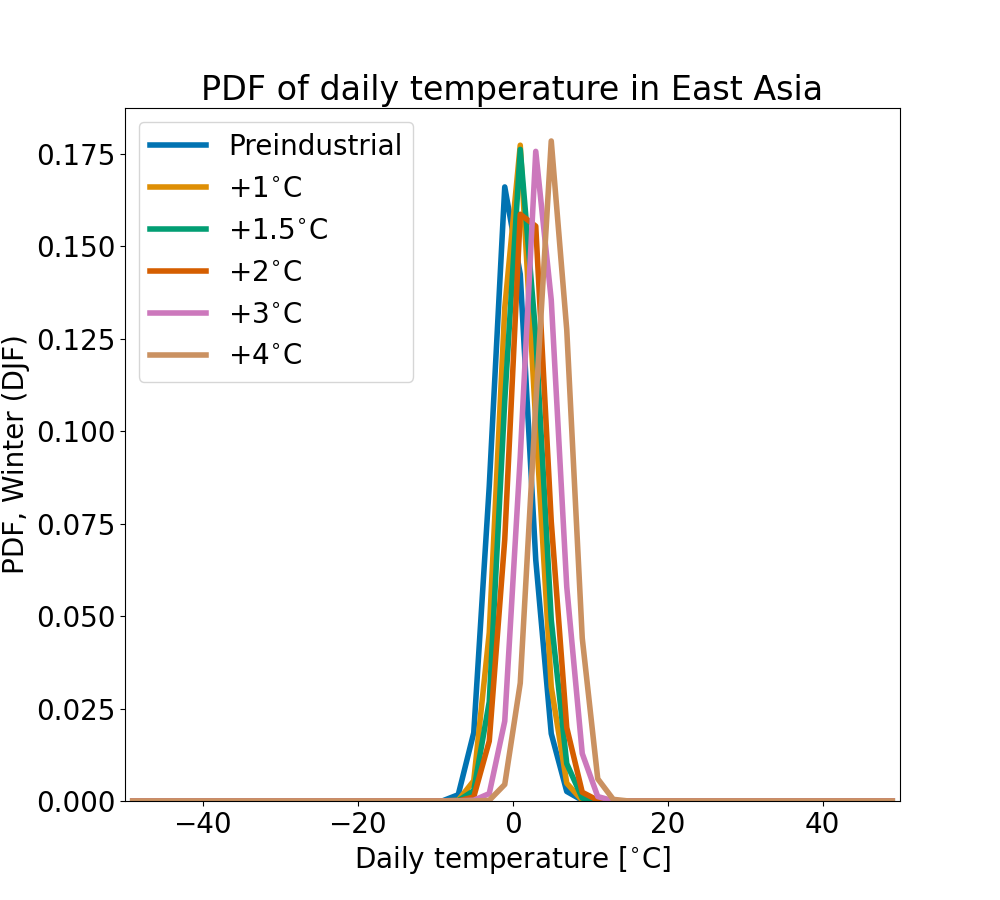 PDF of daily temperature in East Asia
Preindustrial
+1°C
+1.5°C
+2°C
+3°C
+4°C
0.175
0.150
0.125
0.100
0.075
0.050
0.025
0.000
PDF, Winter (DJF)
−40
−20
0
20
40
Daily temperature [°C]